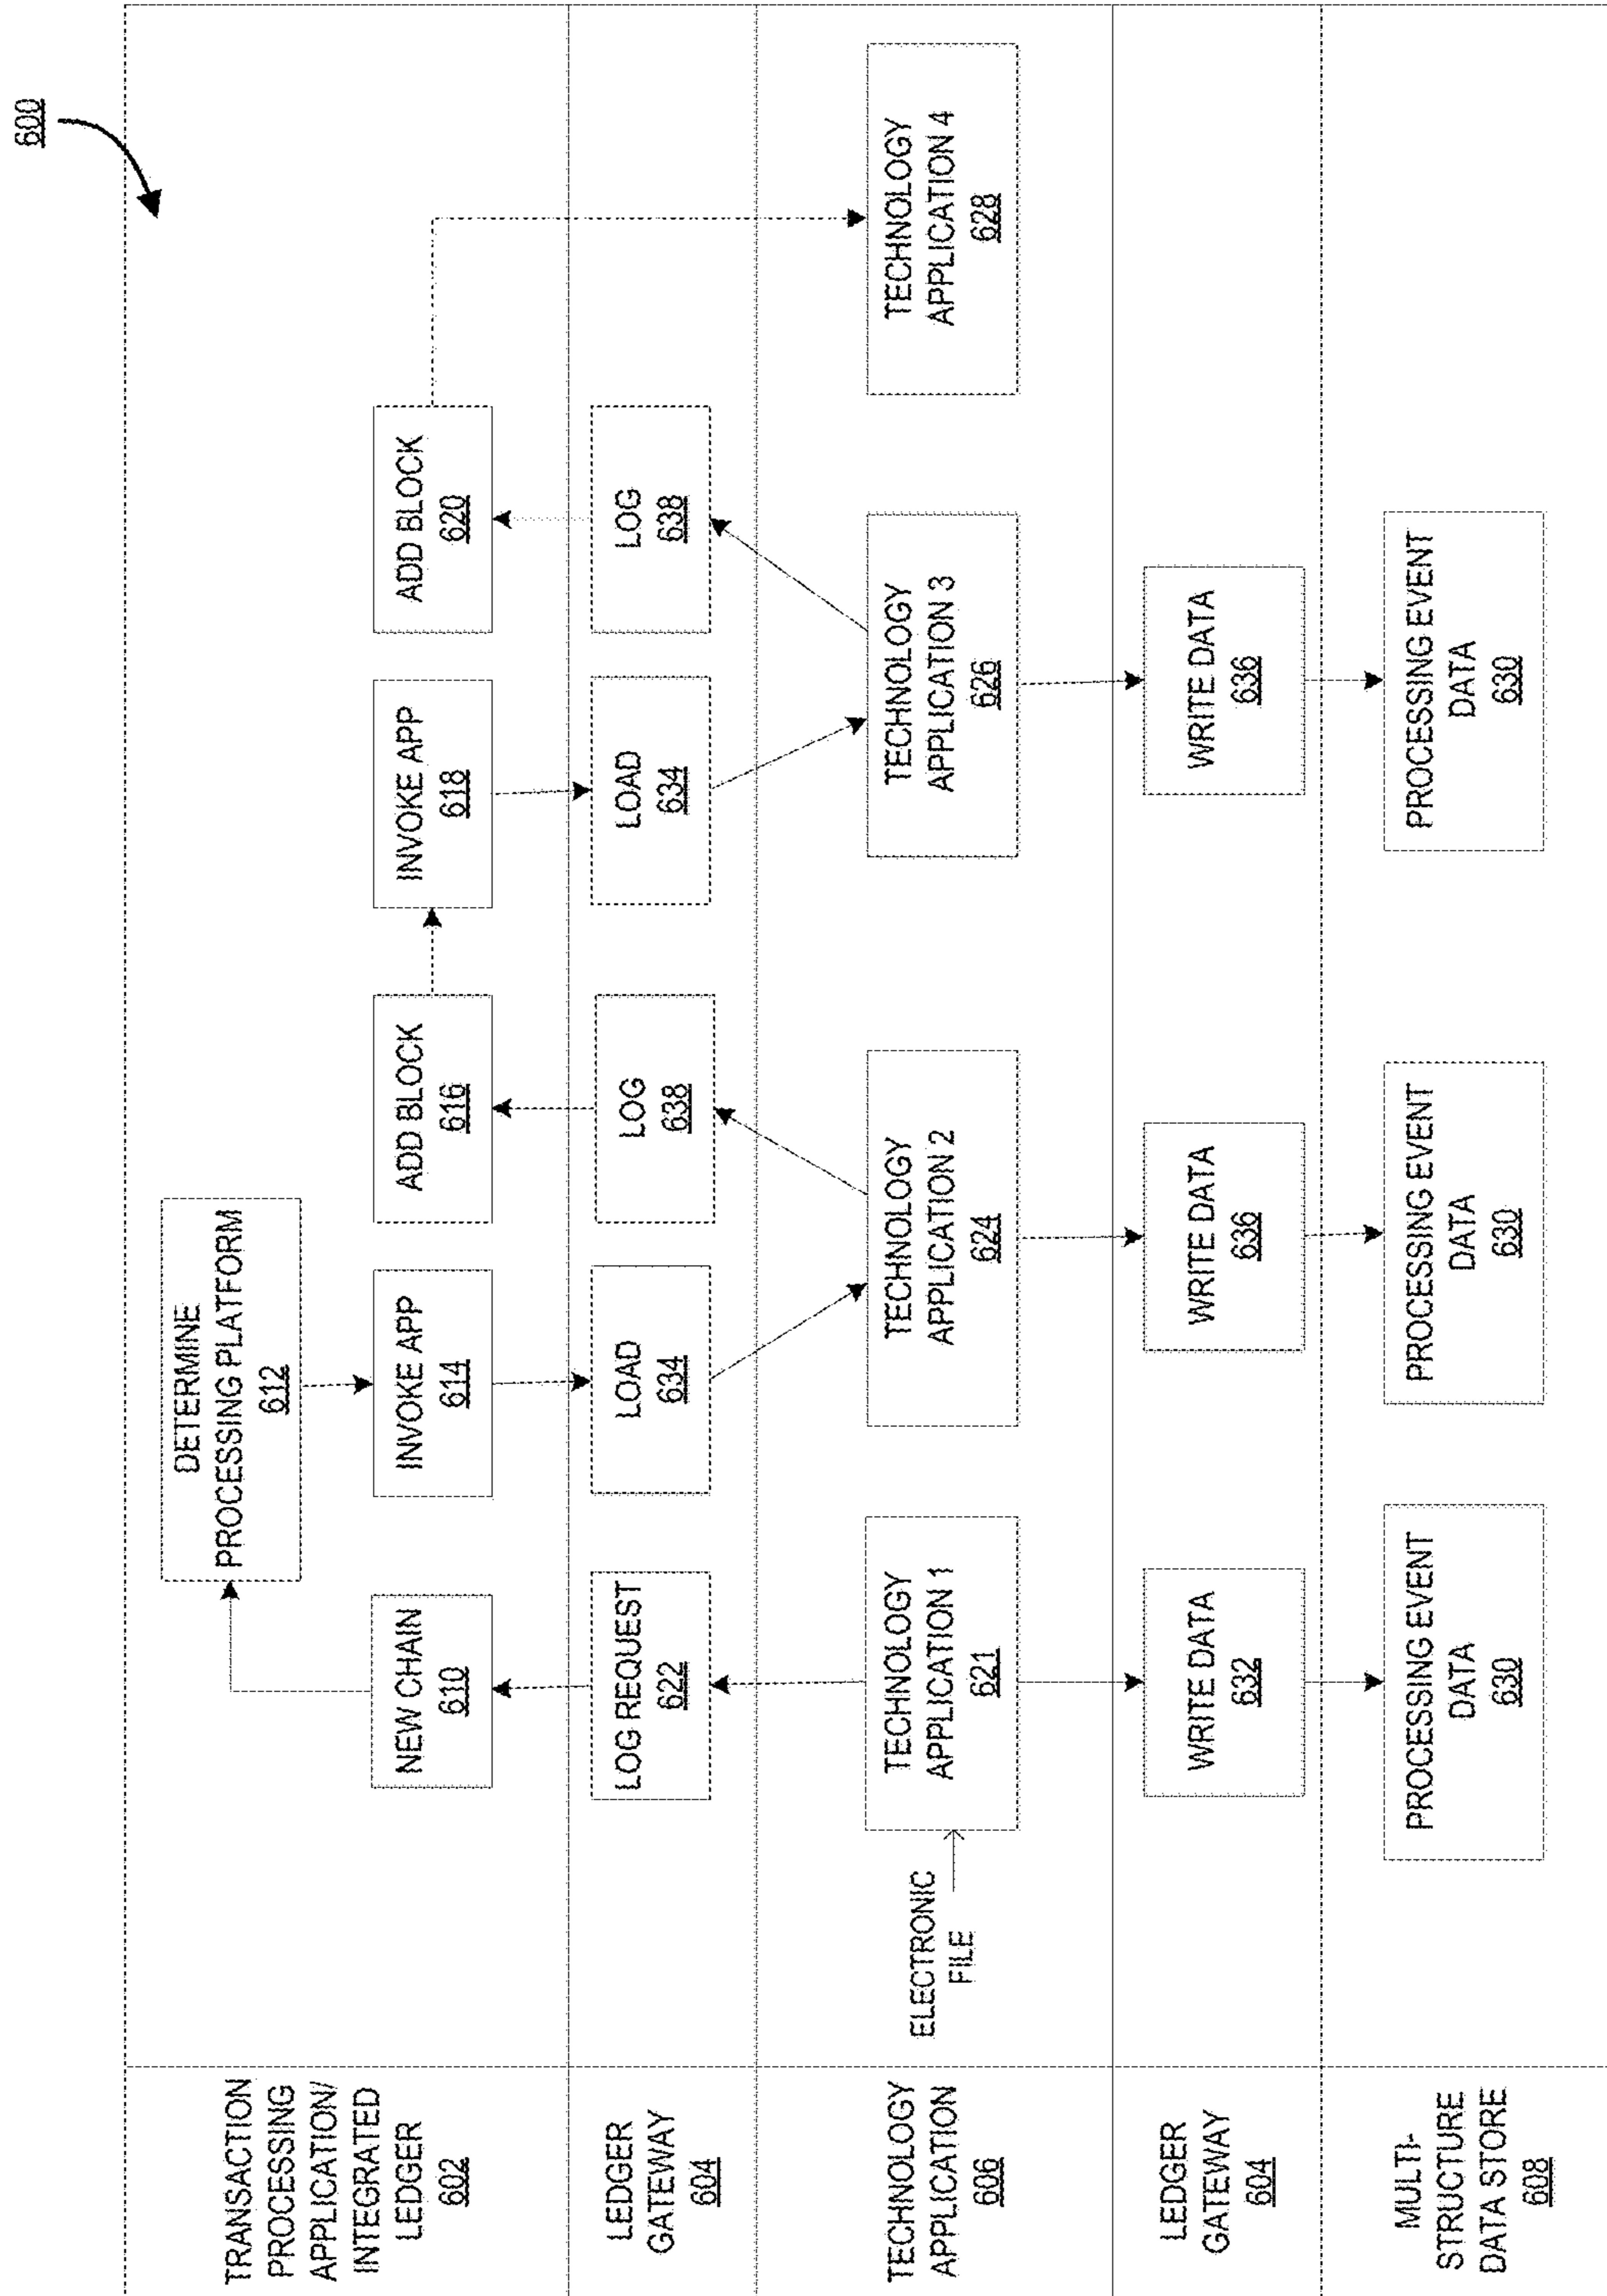 600
TRANSACTION
PROCESSING
APPLICATION/
INTEGRATED
LEDGER
602
DETERMINE
PROCESSING PLATFORM
612
NEW CHAIN
610
INVOKE APP
614
ADD BLOCK
616
INVOKE APP
618
ADD BLOCK
620
LEDGER
GATEWAY
604
LOG REQUEST
622
LOAD
634
LOG
638
LOAD
634
LOG
638
TECHNOLOGY
APPLICATION
606
ELECTRONIC
FILE
TECHNOLOGY
APPLICATION 1
621
TECHNOLOGY
APPLICATION 2
624
TECHNOLOGY
APPLICATION 3
626
TECHNOLOGY
APPLICATION 4
628
LEDGER
GATEWAY
604
WRITE DATA
632
WRITE DATA
636
WRITE DATA
636
MULTI-
STRUCTURE
DATA STORE
608
PROCESSING EVENT
DATA
630
PROCESSING EVENT
DATA
630
PROCESSING EVENT
DATA
630